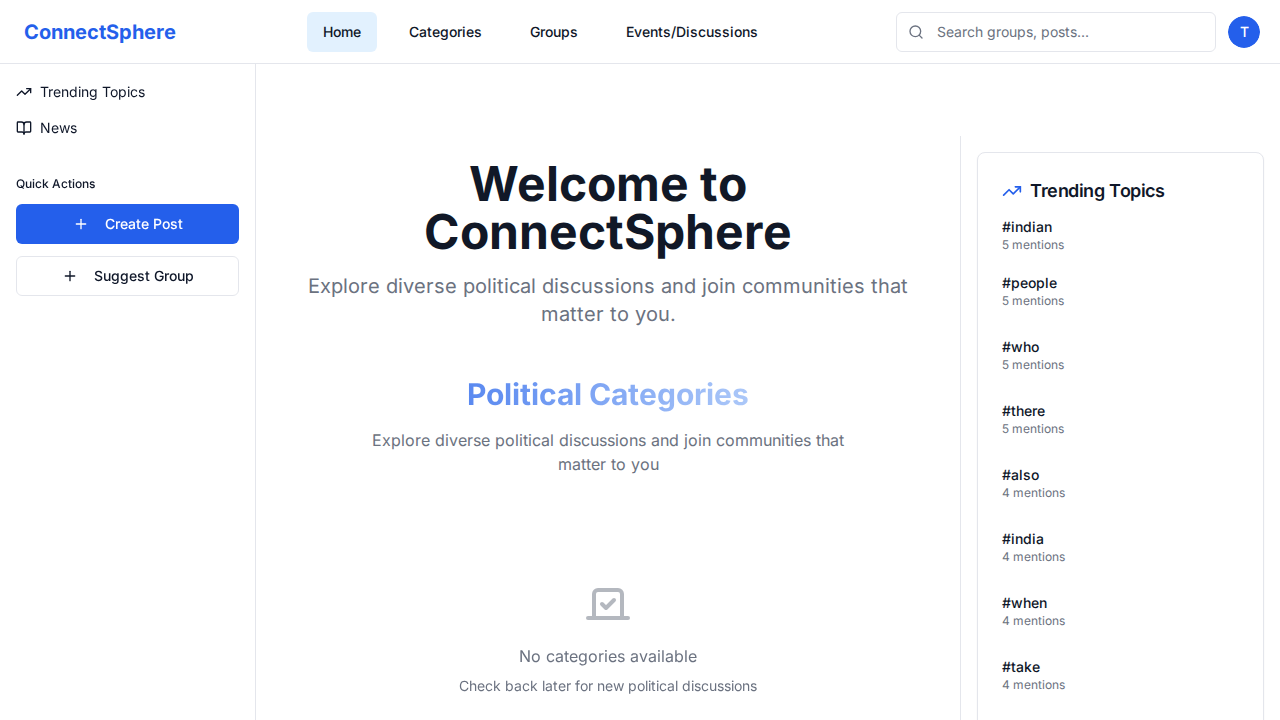 ConnectSphere
Home
Categories
Groups
Events/Discussions
Search groups, posts...
T
Trending Topics
News
Quick Actions
Create Post
Suggest Group
Welcome to
ConnectSphere
Explore diverse political discussions and join communities that
matter to you.
Political Categories
Explore diverse political discussions and join communities that
matter to you
No categories available
Check back later for new political discussions
Trending Topics
#indian
5 mentions
#people
5 mentions
#who
5 mentions
#there
5 mentions
#also
4 mentions
#india
4 mentions
#when
4 mentions
#take
4 mentions